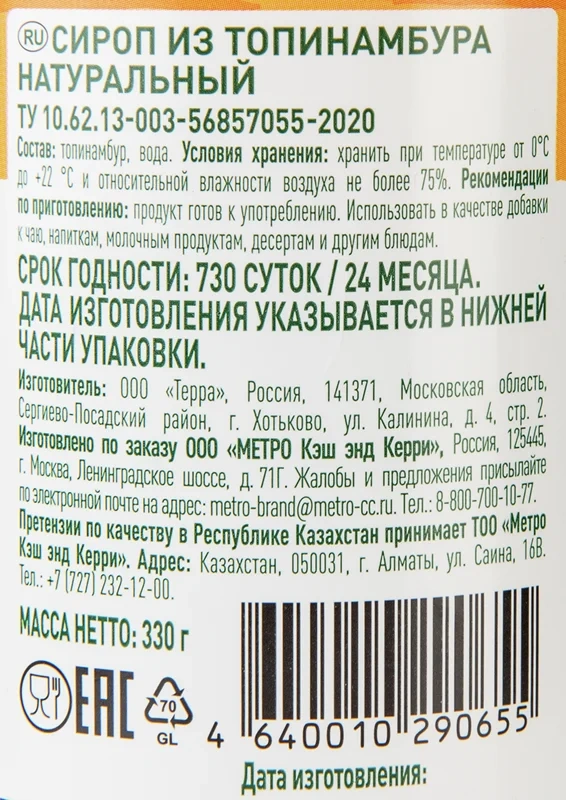 RU СИРОП ИЗ ТОПИНАМБУРА
НАТУРАЛЬНЫЙ
ТУ 10.62.13-003-56857055-2020
Состав: топинамбур, вода. Условия хранения: хранить при температуре от 0°С
до +22 °С и относительной влажности воздуха не более 75%. Рекомендации
по приготовлению: продукт готов к употреблению. Использовать в качестве добавки
к чаю, напиткам, молочным продуктам, десертам и другим блюдам.
СРОК ГОДНОСТИ: 730 СУТОК / 24 МЕСЯЦА.
ДАТА ИЗГОТОВЛЕНИЯ УКАЗЫВАЕТСЯ В НИЖНЕЙ
ЧАСТИ УПАКОВКИ.
Изготовитель: ООО «Терра», Россия, 141371, Московская область,
Сергиево-Посадский район, г. Хотьково, ул. Калинина, д. 4, стр. 2.
Изготовлено по заказу ООО «МЕТРО Кэш энд Керри», Россия, 125445,
г. Москва, Ленинградское шоссе, д. 71Г. Жалобы и предложения присылайте
по электронной почте на адрес: metro-brand@metro-cc.ru. Тел.: 8-800-700-10-77.
Претензии по качеству в Республике Казахстан принимает ТОО «Метро
Кэш энд Керри». Адрес: Казахстан, 050031, г. Алматы, ул. Саина, 16В.
Тел.: +7 (727) 232-12-00.
МАССА НЕТТО: 330 г
EAC
70
GL
4 640010 290655
Дата изготовления: